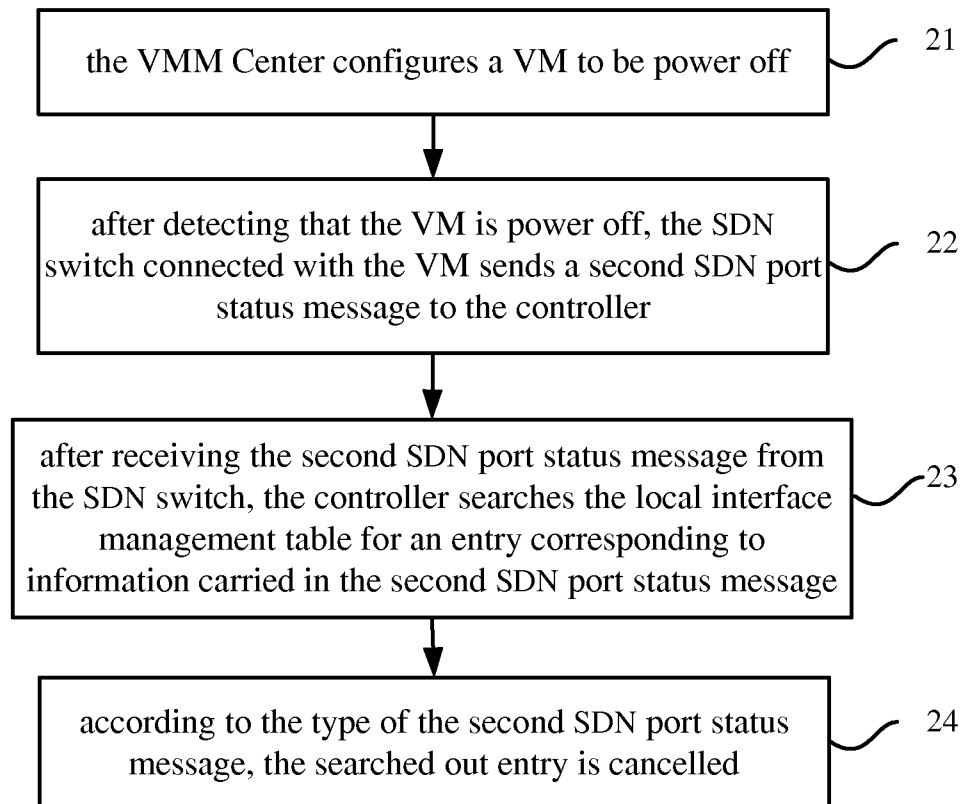 the VMM Center configures a VM to be power off
21
after detecting that the VM is power off, the SDN
switch connected with the VM sends a second SDN port
status message to the controller
22
after receiving the second SDN port status message from
the SDN switch, the controller searches the local interface
management table for an entry corresponding to
information carried in the second SDN port status message
23
according to the type of the second SDN port status
message, the searched out entry is cancelled
24